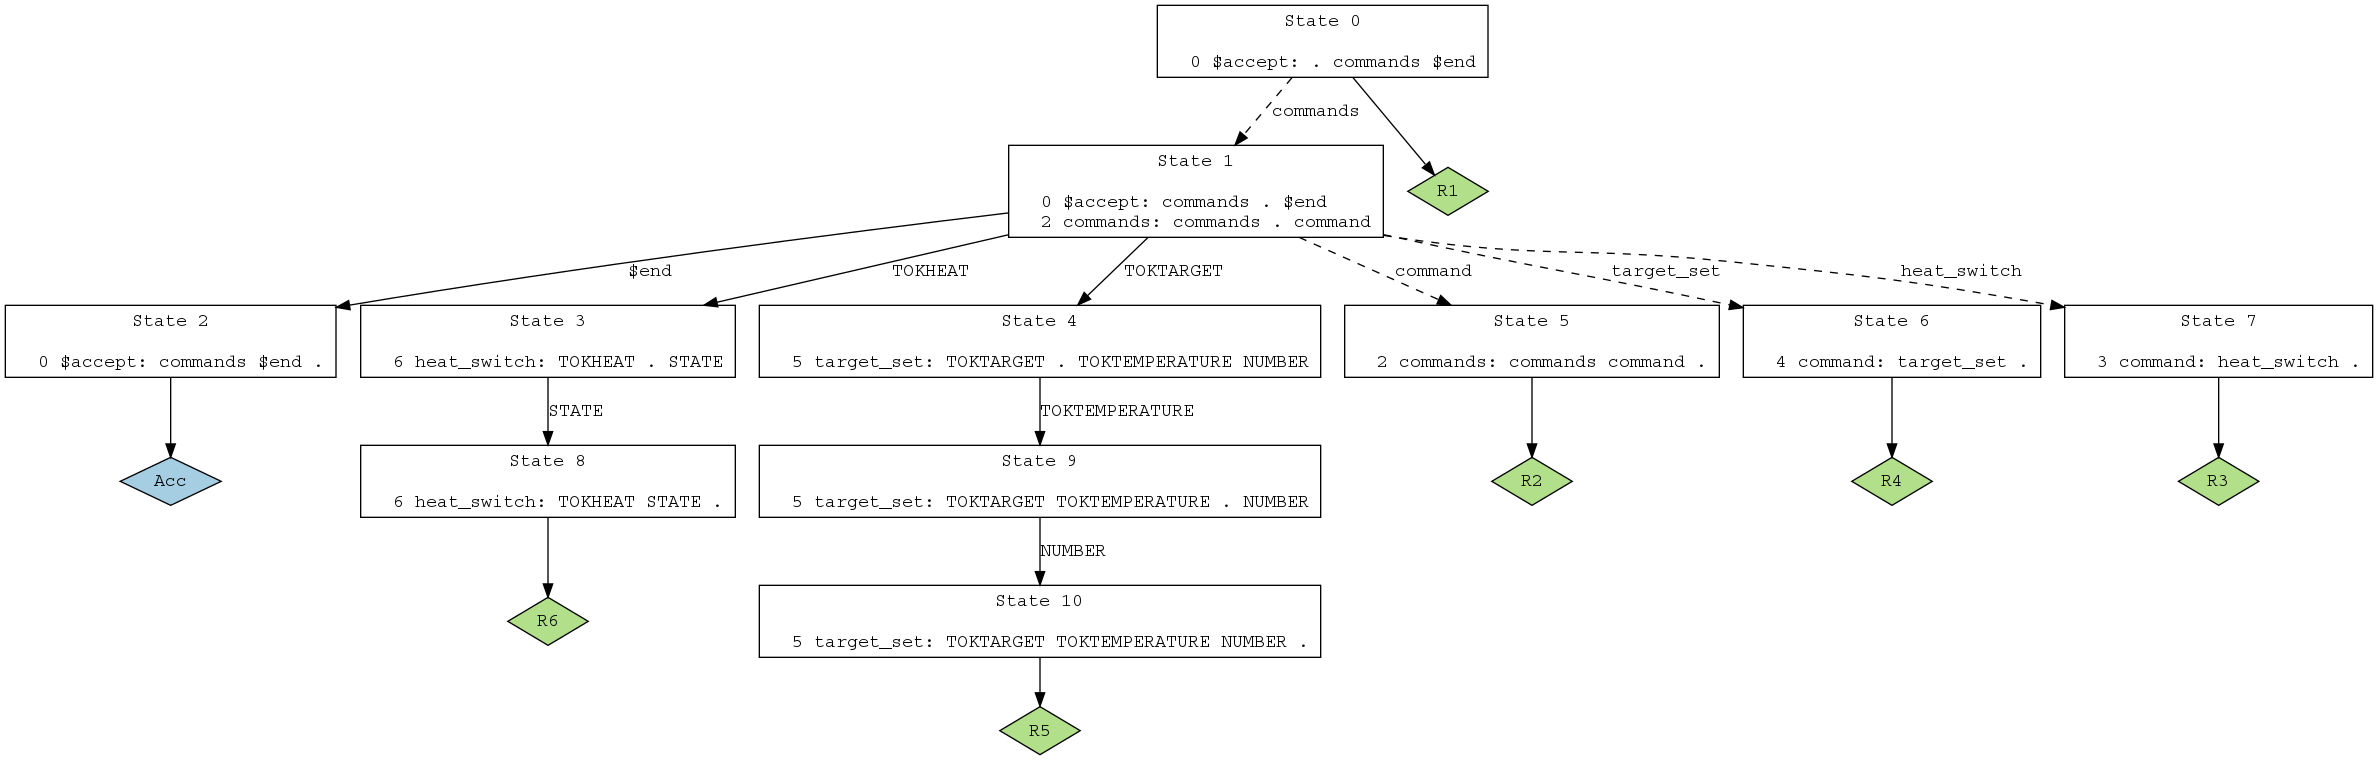 State 0
0 $accept: . commands $end
commands
State 1
0 $accept: commands . $end
2 commands: commands . command
R1
$end
TOKHEAT
TOKTARGET
command
target_set
heat_switch
State 2
0 $accept: commands $end .
State 3
6 heat_switch: TOKHEAT . STATE
State 4
5 target_set: TOKTARGET . TOKTEMPERATURE NUMBER
State 5
2 commands: commands command .
State 6
4 command: target_set .
State 7
3 command: heat_switch .
STATE
TOKTEMPERATURE
Acc
State 8
6 heat_switch: TOKHEAT STATE .
State 9
5 target_set: TOKTARGET TOKTEMPERATURE . NUMBER
R2
R4
R3
NUMBER
R6
State 10
5 target_set: TOKTARGET TOKTEMPERATURE NUMBER .
R5